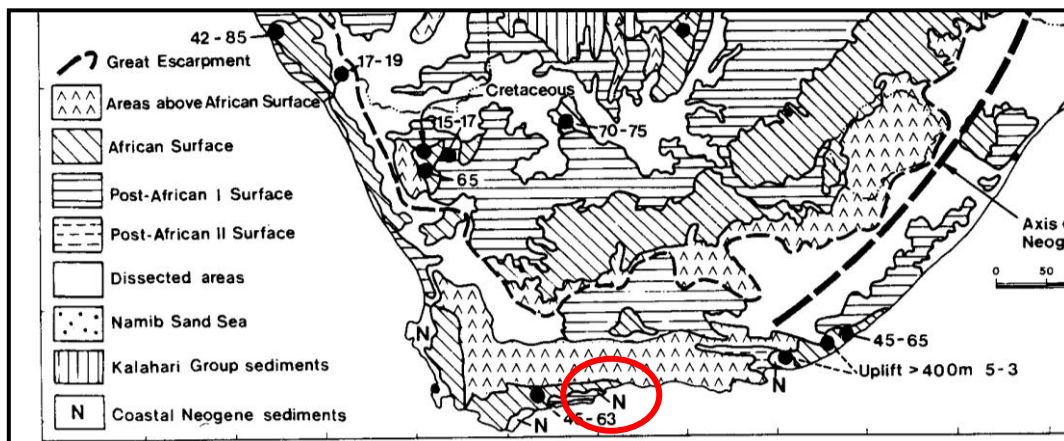 42-85
17-19
Great Escarpment
Areas above African Surface
Cretaceous
15-17
70-75
African Surface
65
Post-African I Surface
Post-African II Surface
Axis
Neog
Dissected areas
0 50
Namib Sand Sea
N
45-65
Kalahari Group sediments
Uplift >400m 5-3
N
N
Coastal Neogene sediments
N
N
45-63